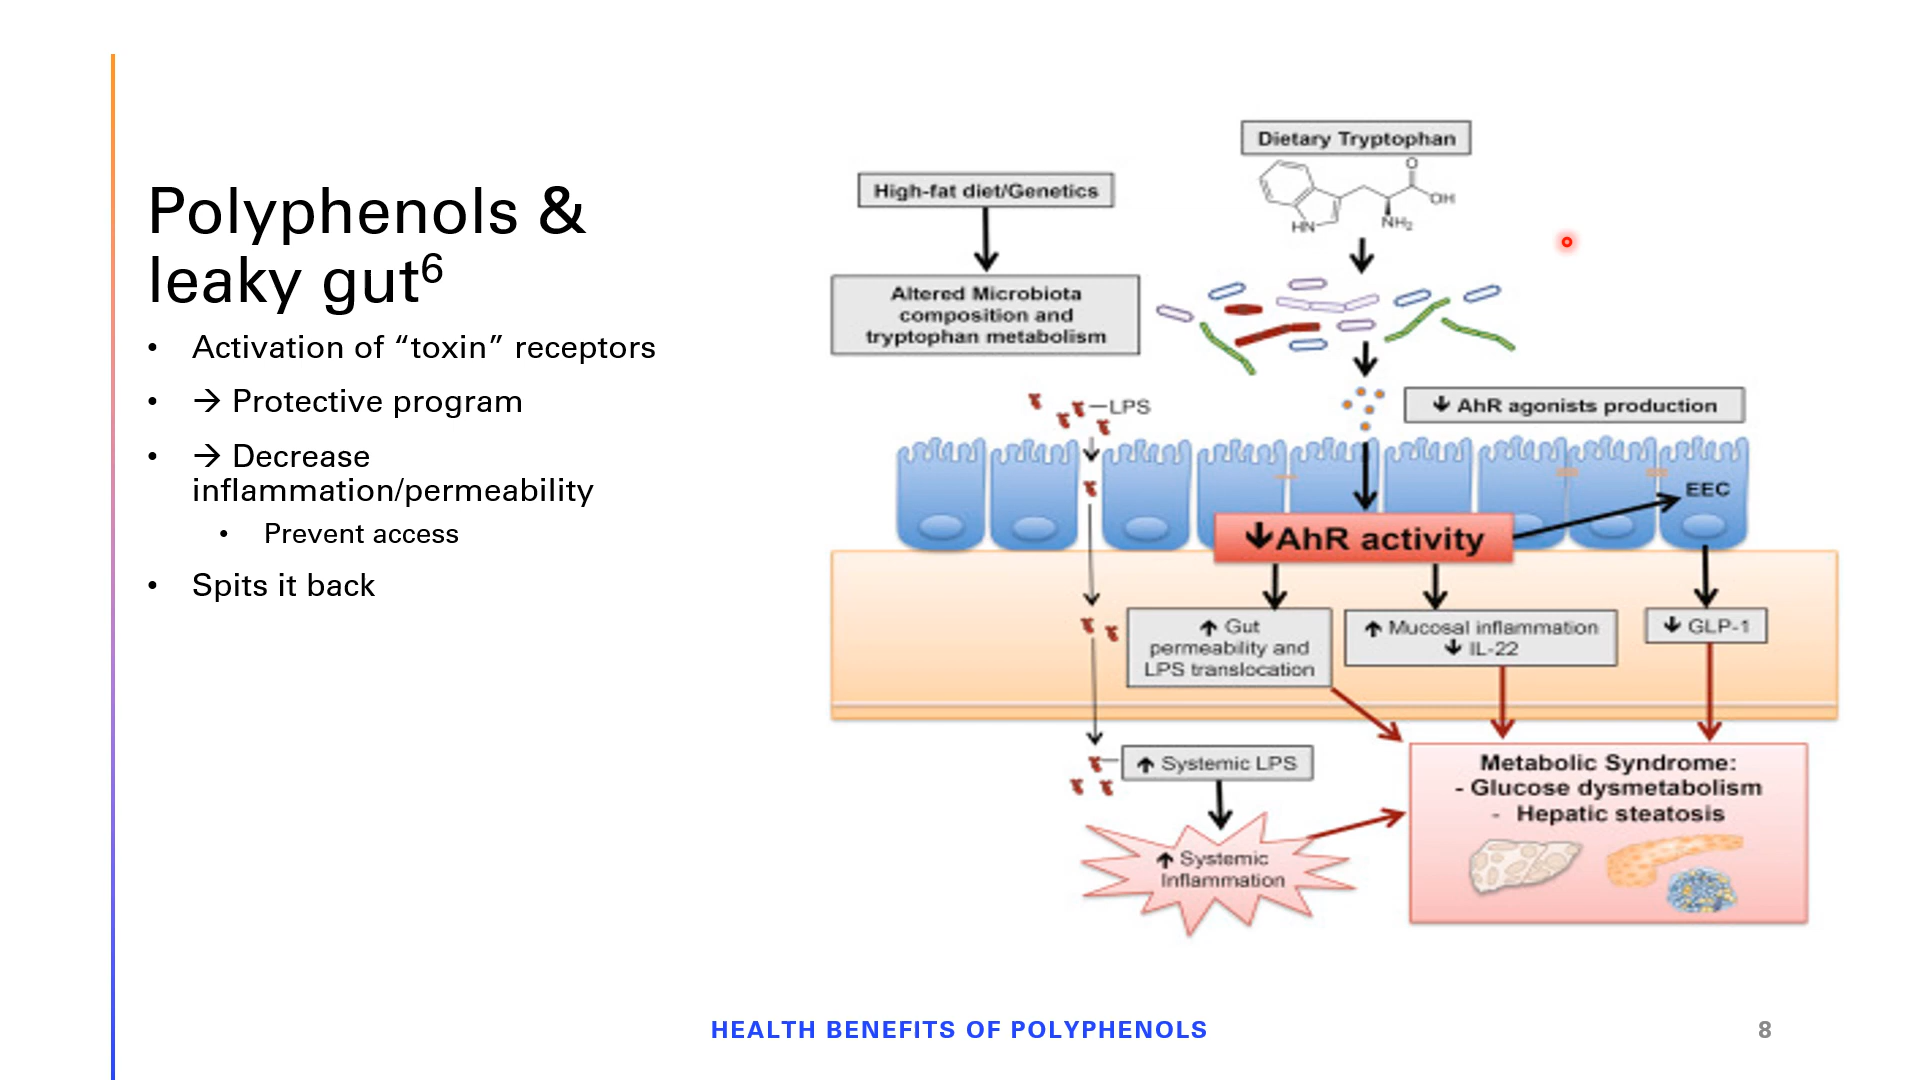 Polyphenols &
leaky gut⁶
• Activation of “toxin” receptors
• → Protective program
• → Decrease
inflammation/permeability
• Prevent access
• Spits it back
Dietary Tryptophan
O
OH
NH₂
HN
High-fat diet/Genetics
Altered Microbiota
composition and
tryptophan metabolism
LPS
↓ AhR agonists production
EEC
↓AhR activity
↑ Gut
permeability and
LPS translocation
↑ Mucosal inflammation
↓ IL-22
↓ GLP-1
↑ Systemic LPS
↑ Systemic
Inflammation
Metabolic Syndrome:
- Glucose dysmetabolism
- Hepatic steatosis
HEALTH BENEFITS OF POLYPHENOLS
8